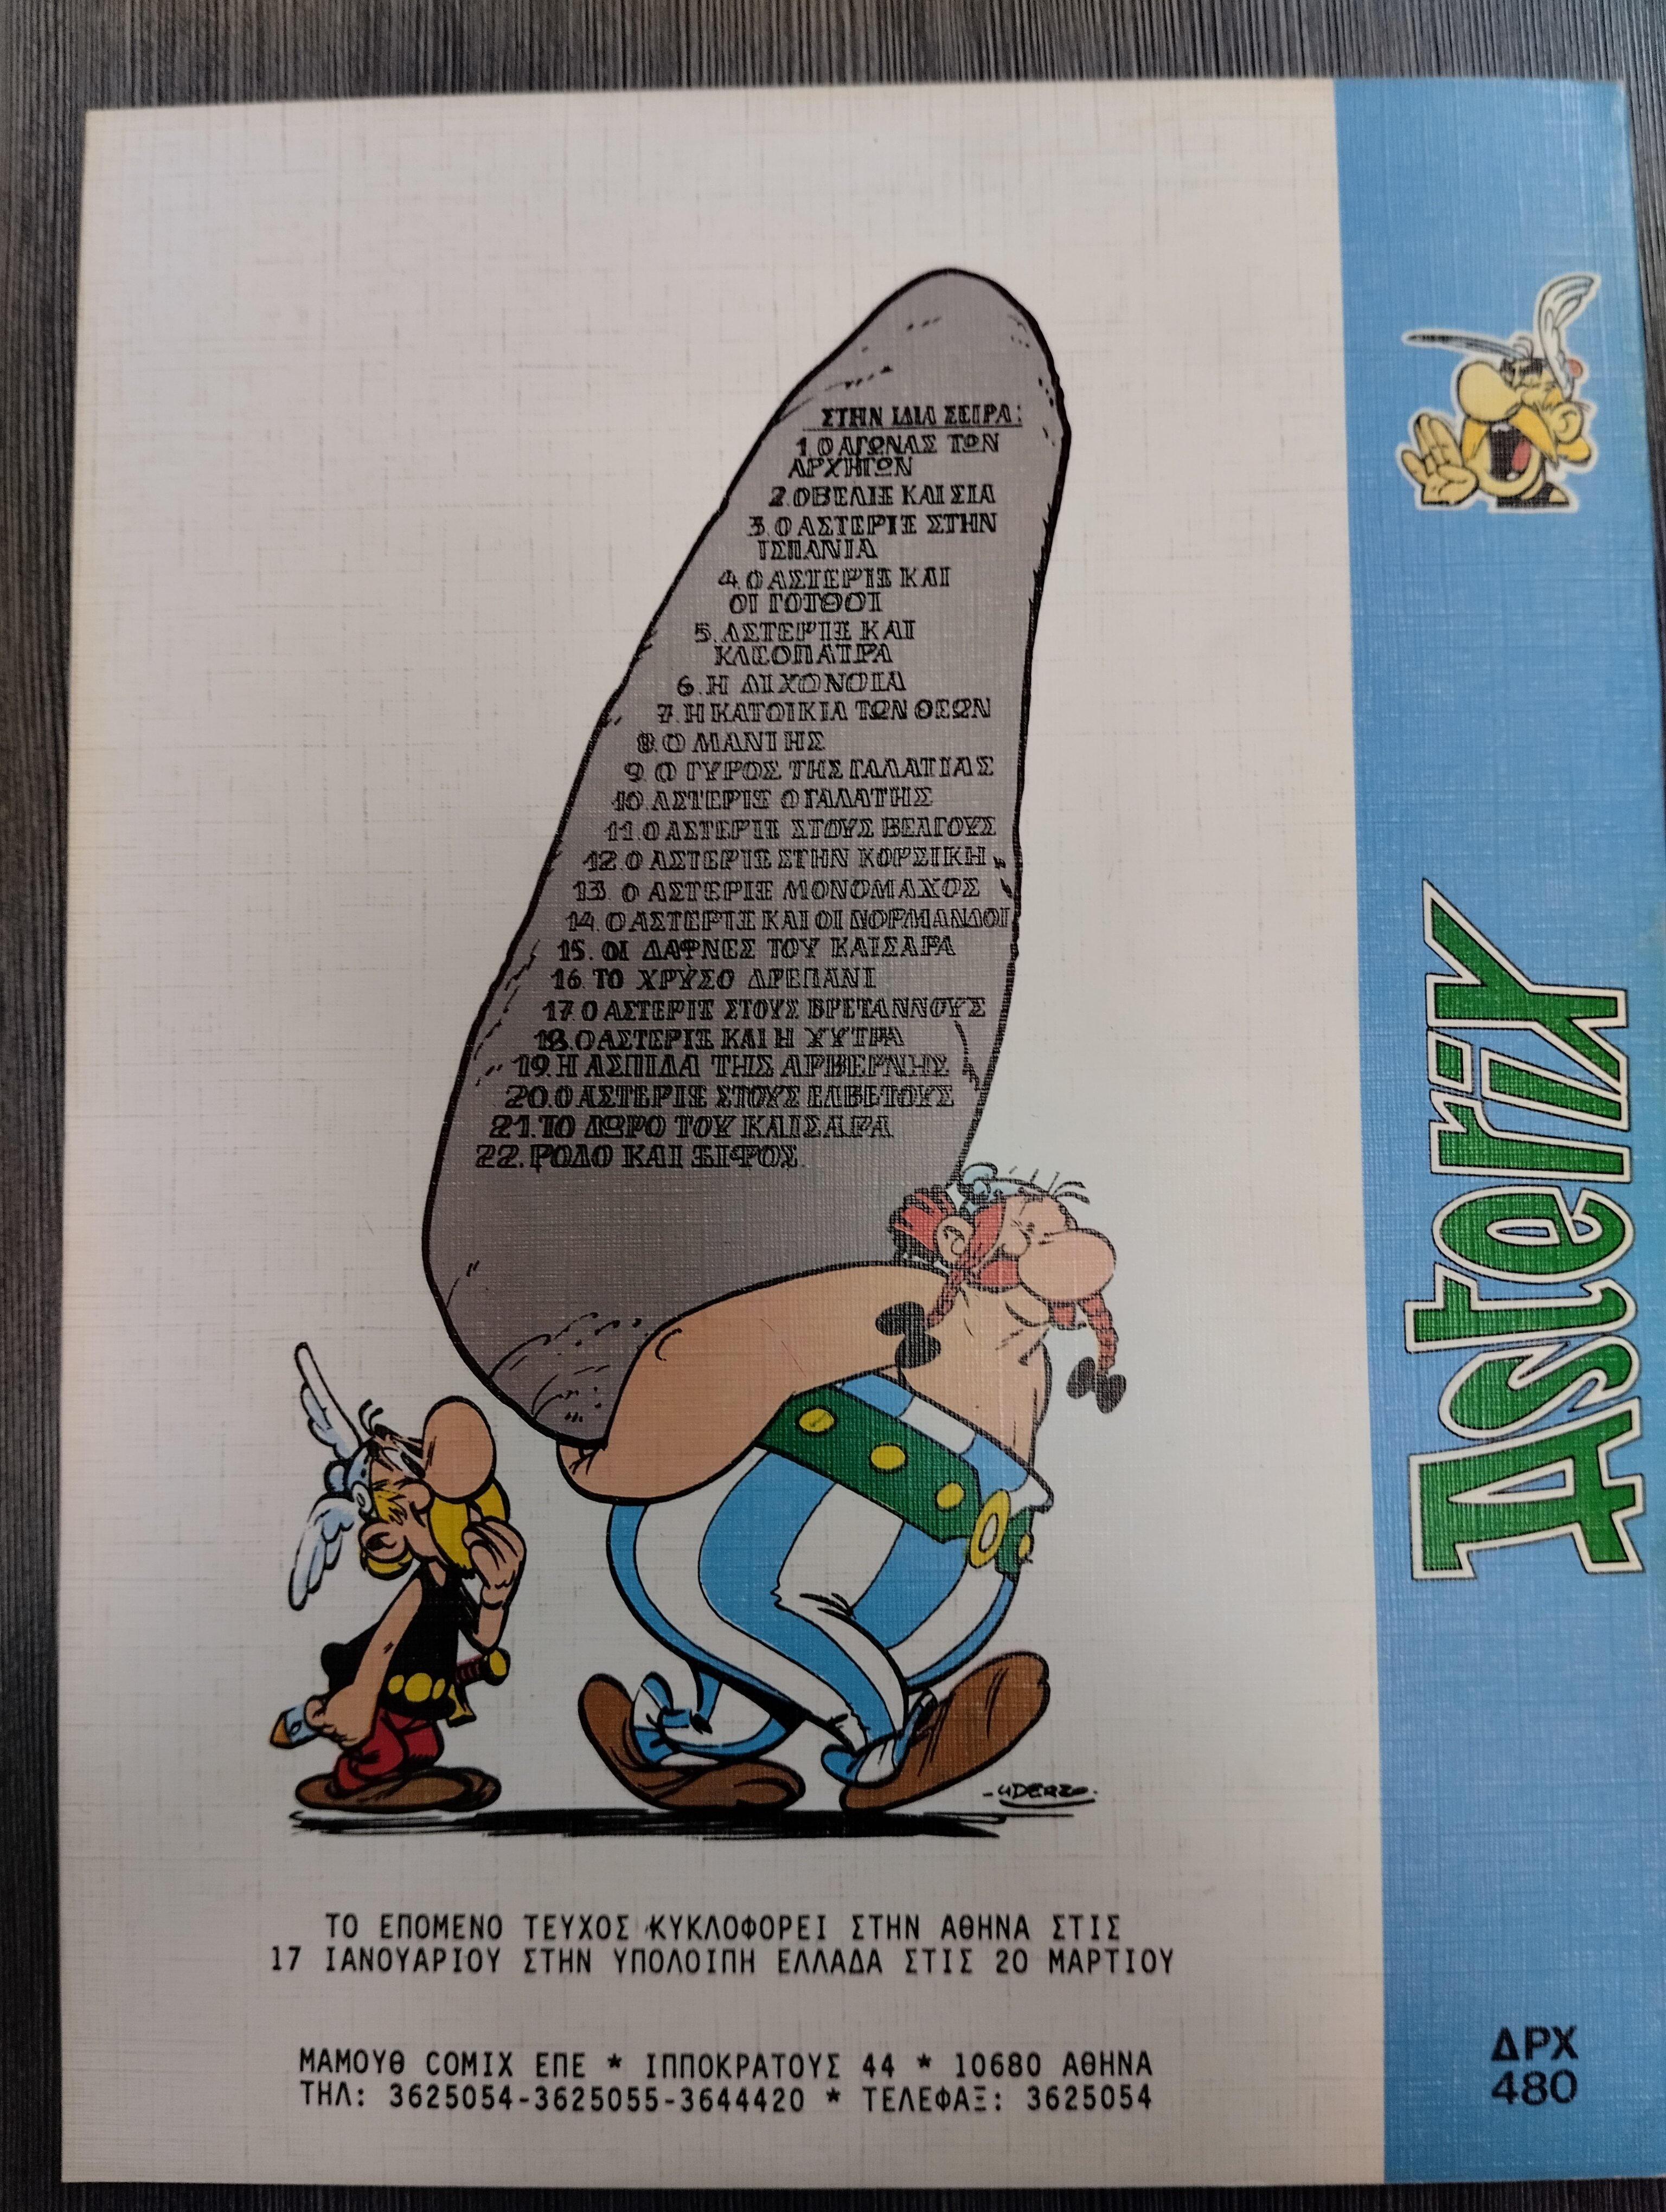 ΣΤΗΝ ΙΔΙΑ ΣΕΙΡΑ:
1. Ο ΑΓΩΝΑΣ ΤΩΝ
ΑΡΧΗΓΩΝ
2. ΟΒΕΛΙΞ ΚΑΙ ΣΙΑ
3. Ο ΑΣΤΕΡΙΞ ΣΤΗΝ
ΙΣΠΑΝΙΑ
4. Ο ΑΣΤΕΡΙΞ ΚΑΙ
ΟΙ ΓΟΤΘΟΙ
5. ΑΣΤΕΡΙΞ ΚΑΙ
ΚΛΕΟΠΑΤΡΑ
6. Η ΔΙΧΟΝΟΙΑ
7. Η ΚΑΤΟΙΚΙΑ ΤΩΝ ΘΕΩΝ
8. Ο ΜΑΝΤΗΣ
9. Ο ΓΥΡΟΣ ΤΗΣ ΓΑΛΑΤΙΑΣ
10. ΑΣΤΕΡΙΞ Ο ΓΑΛΑΤΗΣ
11. Ο ΑΣΤΕΡΙΞ ΣΤΟΥΣ ΒΕΛΓΟΥΣ
12. Ο ΑΣΤΕΡΙΞ ΣΤΗΝ ΚΟΡΣΙΚΗ
13. Ο ΑΣΤΕΡΙΞ ΜΟΝΟΜΑΧΟΣ
14. Ο ΑΣΤΕΡΙΞ ΚΑΙ ΟΙ ΝΟΡΜΑΝΔΟΙ
15. ΟΙ ΔΑΦΝΕΣ ΤΟΥ ΚΑΙΣΑΡΑ
16. ΤΟ ΧΡΥΣΟ ΔΡΕΠΑΝΙ
17. Ο ΑΣΤΕΡΙΞ ΣΤΟΥΣ ΒΡΕΤΑΝΝΟΥΣ
18. Ο ΑΣΤΕΡΙΞ ΚΑΙ Η ΧΥΤΡΑ
19. Η ΑΣΠΙΔΑ ΤΗΣ ΑΡΒΕΡΝΗΣ
20. Ο ΑΣΤΕΡΙΞ ΣΤΟΥΣ ΕΛΒΕΤΟΥΣ
21. ΤΟ ΔΩΡΟ ΤΟΥ ΚΑΙΣΑΡΑ
22. ΡΟΔΟ ΚΑΙ ΞΙΦΟΣ
-UDERZO-
ΤΟ ΕΠΟΜΕΝΟ ΤΕΥΧΟΣ ΚΥΚΛΟΦΟΡΕΙ ΣΤΗΝ ΑΘΗΝΑ ΣΤΙΣ
17 ΙΑΝΟΥΑΡΙΟΥ ΣΤΗΝ ΥΠΟΛΟΙΠΗ ΕΛΛΑΔΑ ΣΤΙΣ 20 ΜΑΡΤΙΟΥ
ΜΑΜΟΥΘ COMIX ΕΠΕ * ΙΠΠΟΚΡΑΤΟΥΣ 44 * 10680 ΑΘΗΝΑ
ΤΗΛ: 3625054-3625055-3644420 * ΤΕΛΕΦΑΞ: 3625054
Asterix
ΔΡΧ
480